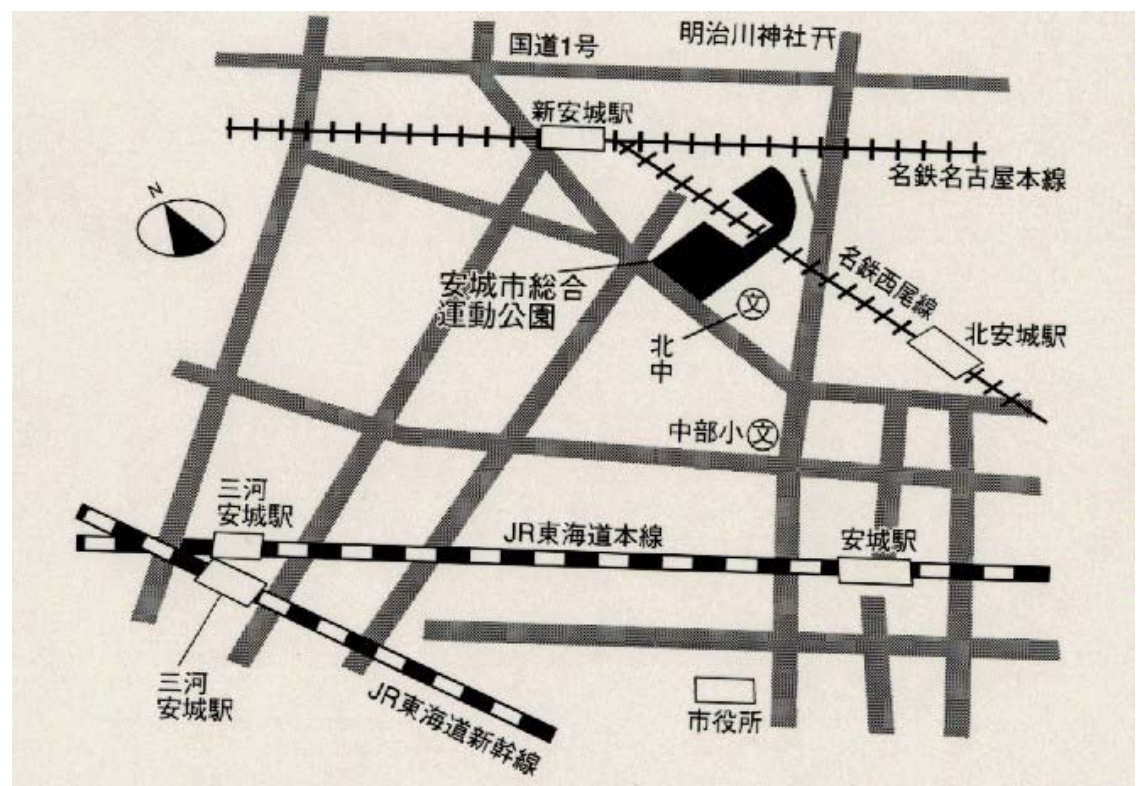 国道1号
明治川神社
新安城駅
名鉄名古屋本線
N
安城市総合
運動公園
名鉄西尾線
北安城駅
文
北
中
中部小
文
三河
安城駅
JR東海道本線
安城駅
三河
安城駅
JR東海道新幹線
市役所